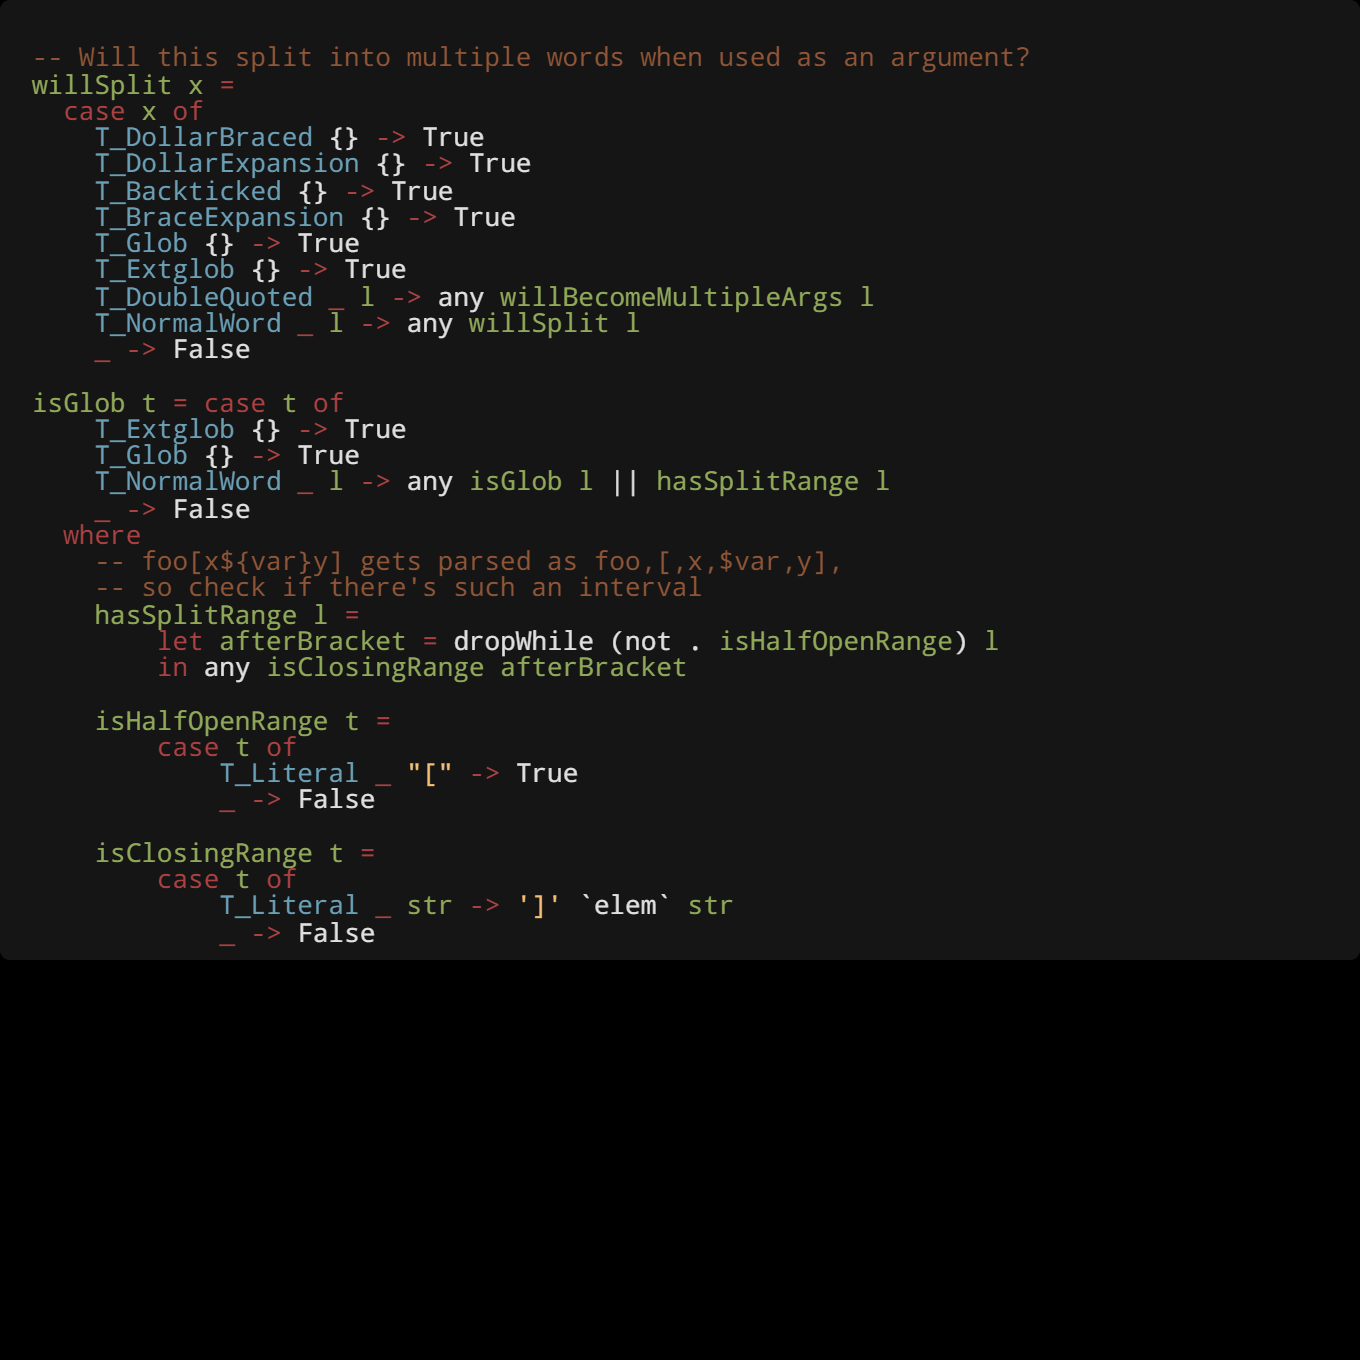 -- Will this split into multiple words when used as an argument?
willSplit x =
  case x of
    T_DollarBraced {} -> True
    T_DollarExpansion {} -> True
    T_Backticked {} -> True
    T_BraceExpansion {} -> True
    T_Glob {} -> True
    T_Extglob {} -> True
    T_DoubleQuoted _ l -> any willBecomeMultipleArgs l
    T_NormalWord _ l -> any willSplit l
    _ -> False

isGlob t = case t of
    T_Extglob {} -> True
    T_Glob {} -> True
    T_NormalWord _ l -> any isGlob l || hasSplitRange l
    _ -> False
  where
    -- foo[x${var}y] gets parsed as foo,[,x,$var,y],
    -- so check if there's such an interval
    hasSplitRange l =
        let afterBracket = dropWhile (not . isHalfOpenRange) l
        in any isClosingRange afterBracket

    isHalfOpenRange t =
        case t of
            T_Literal _ "[" -> True
            _ -> False

    isClosingRange t =
        case t of
            T_Literal _ str -> ']' `elem` str
            _ -> False